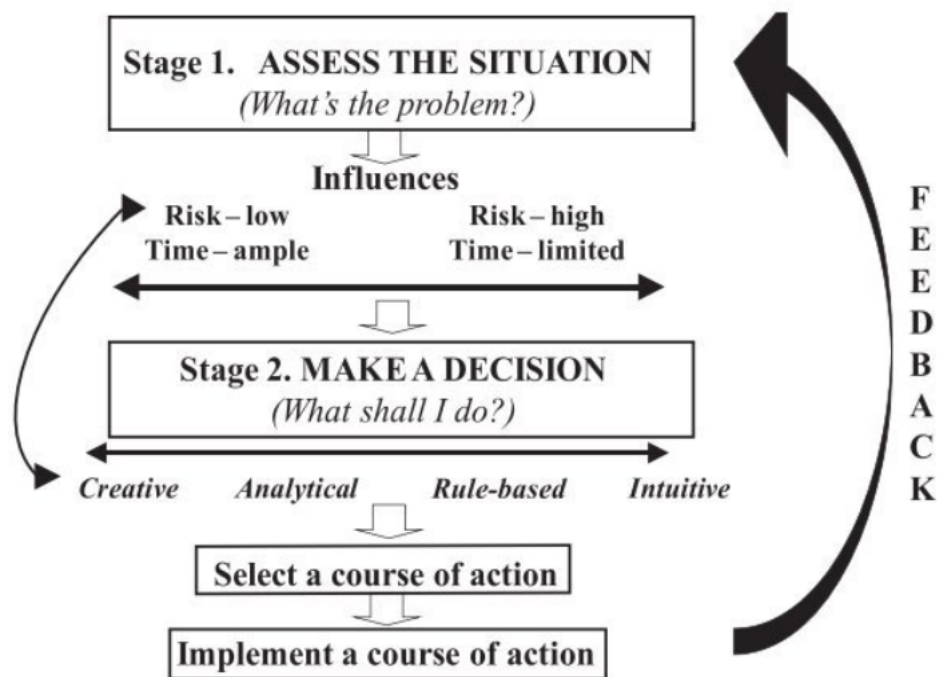 Stage 1. ASSESS THE SITUATION
(What's the problem?)
Influences
Risk – low
Time – ample
Risk – high
Time – limited
Stage 2. MAKE A DECISION
(What shall I do?)
Creative Analytical Rule-based Intuitive
Select a course of action
Implement a course of action
FEEDBACK